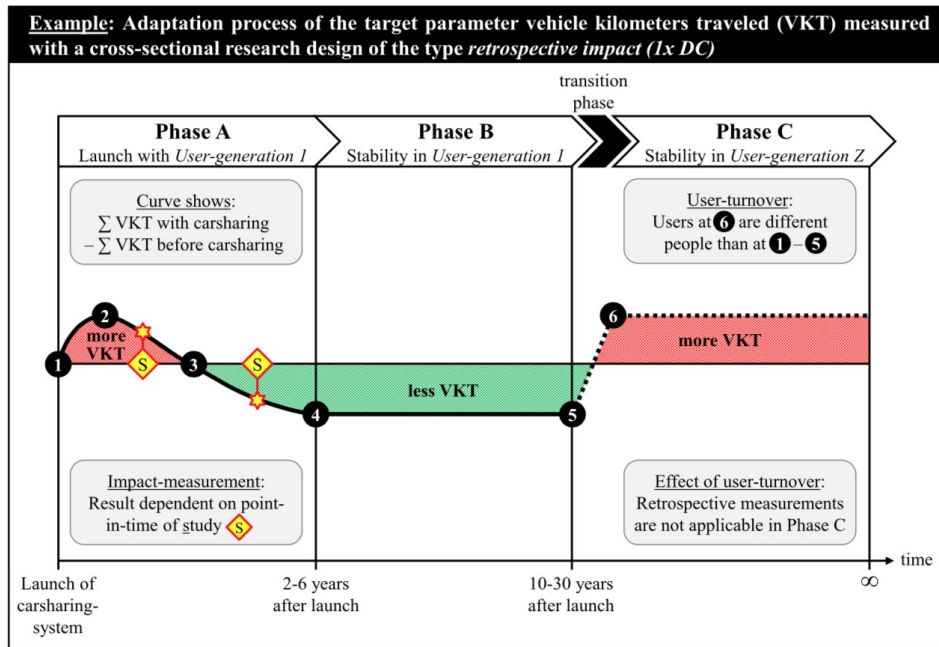 Example: Adaptation process of the target parameter vehicle kilometers traveled (VKT) measured
with a cross-sectional research design of the type retrospective impact (1x DC)
transition
phase
Phase A
Launch with User-generation 1
Phase B
Stability in User-generation 1
Phase C
Stability in User-generation Z
Curve shows:
∑ VKT with carsharing
– ∑ VKT before carsharing
User-turnover:
Users at 6 are different
people than at 1 – 5
1
2
more
VKT
S
3
S
4
less VKT
5
6
more VKT
Impact-measurement:
Result dependent on point-
in-time of study S
Effect of user-turnover:
Retrospective measurements
are not applicable in Phase C
time
Launch of
carsharing-
system
2-6 years
after launch
10-30 years
after launch
∞